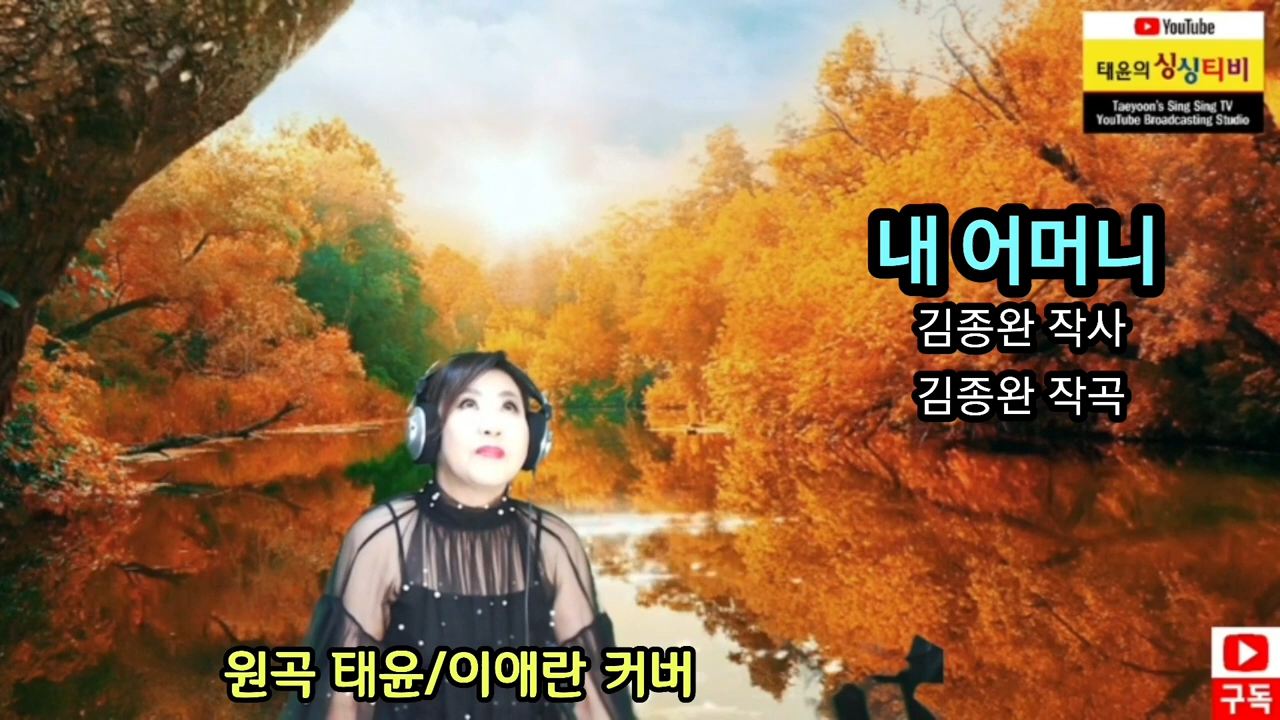 YouTube
태윤의 싱싱티비
Taeyoon's Sing Sing TV
YouTube Broadcasting Studio
내 어머니
김종완 작사
김종완 작곡
원곡 태윤/이애란 커버
구독